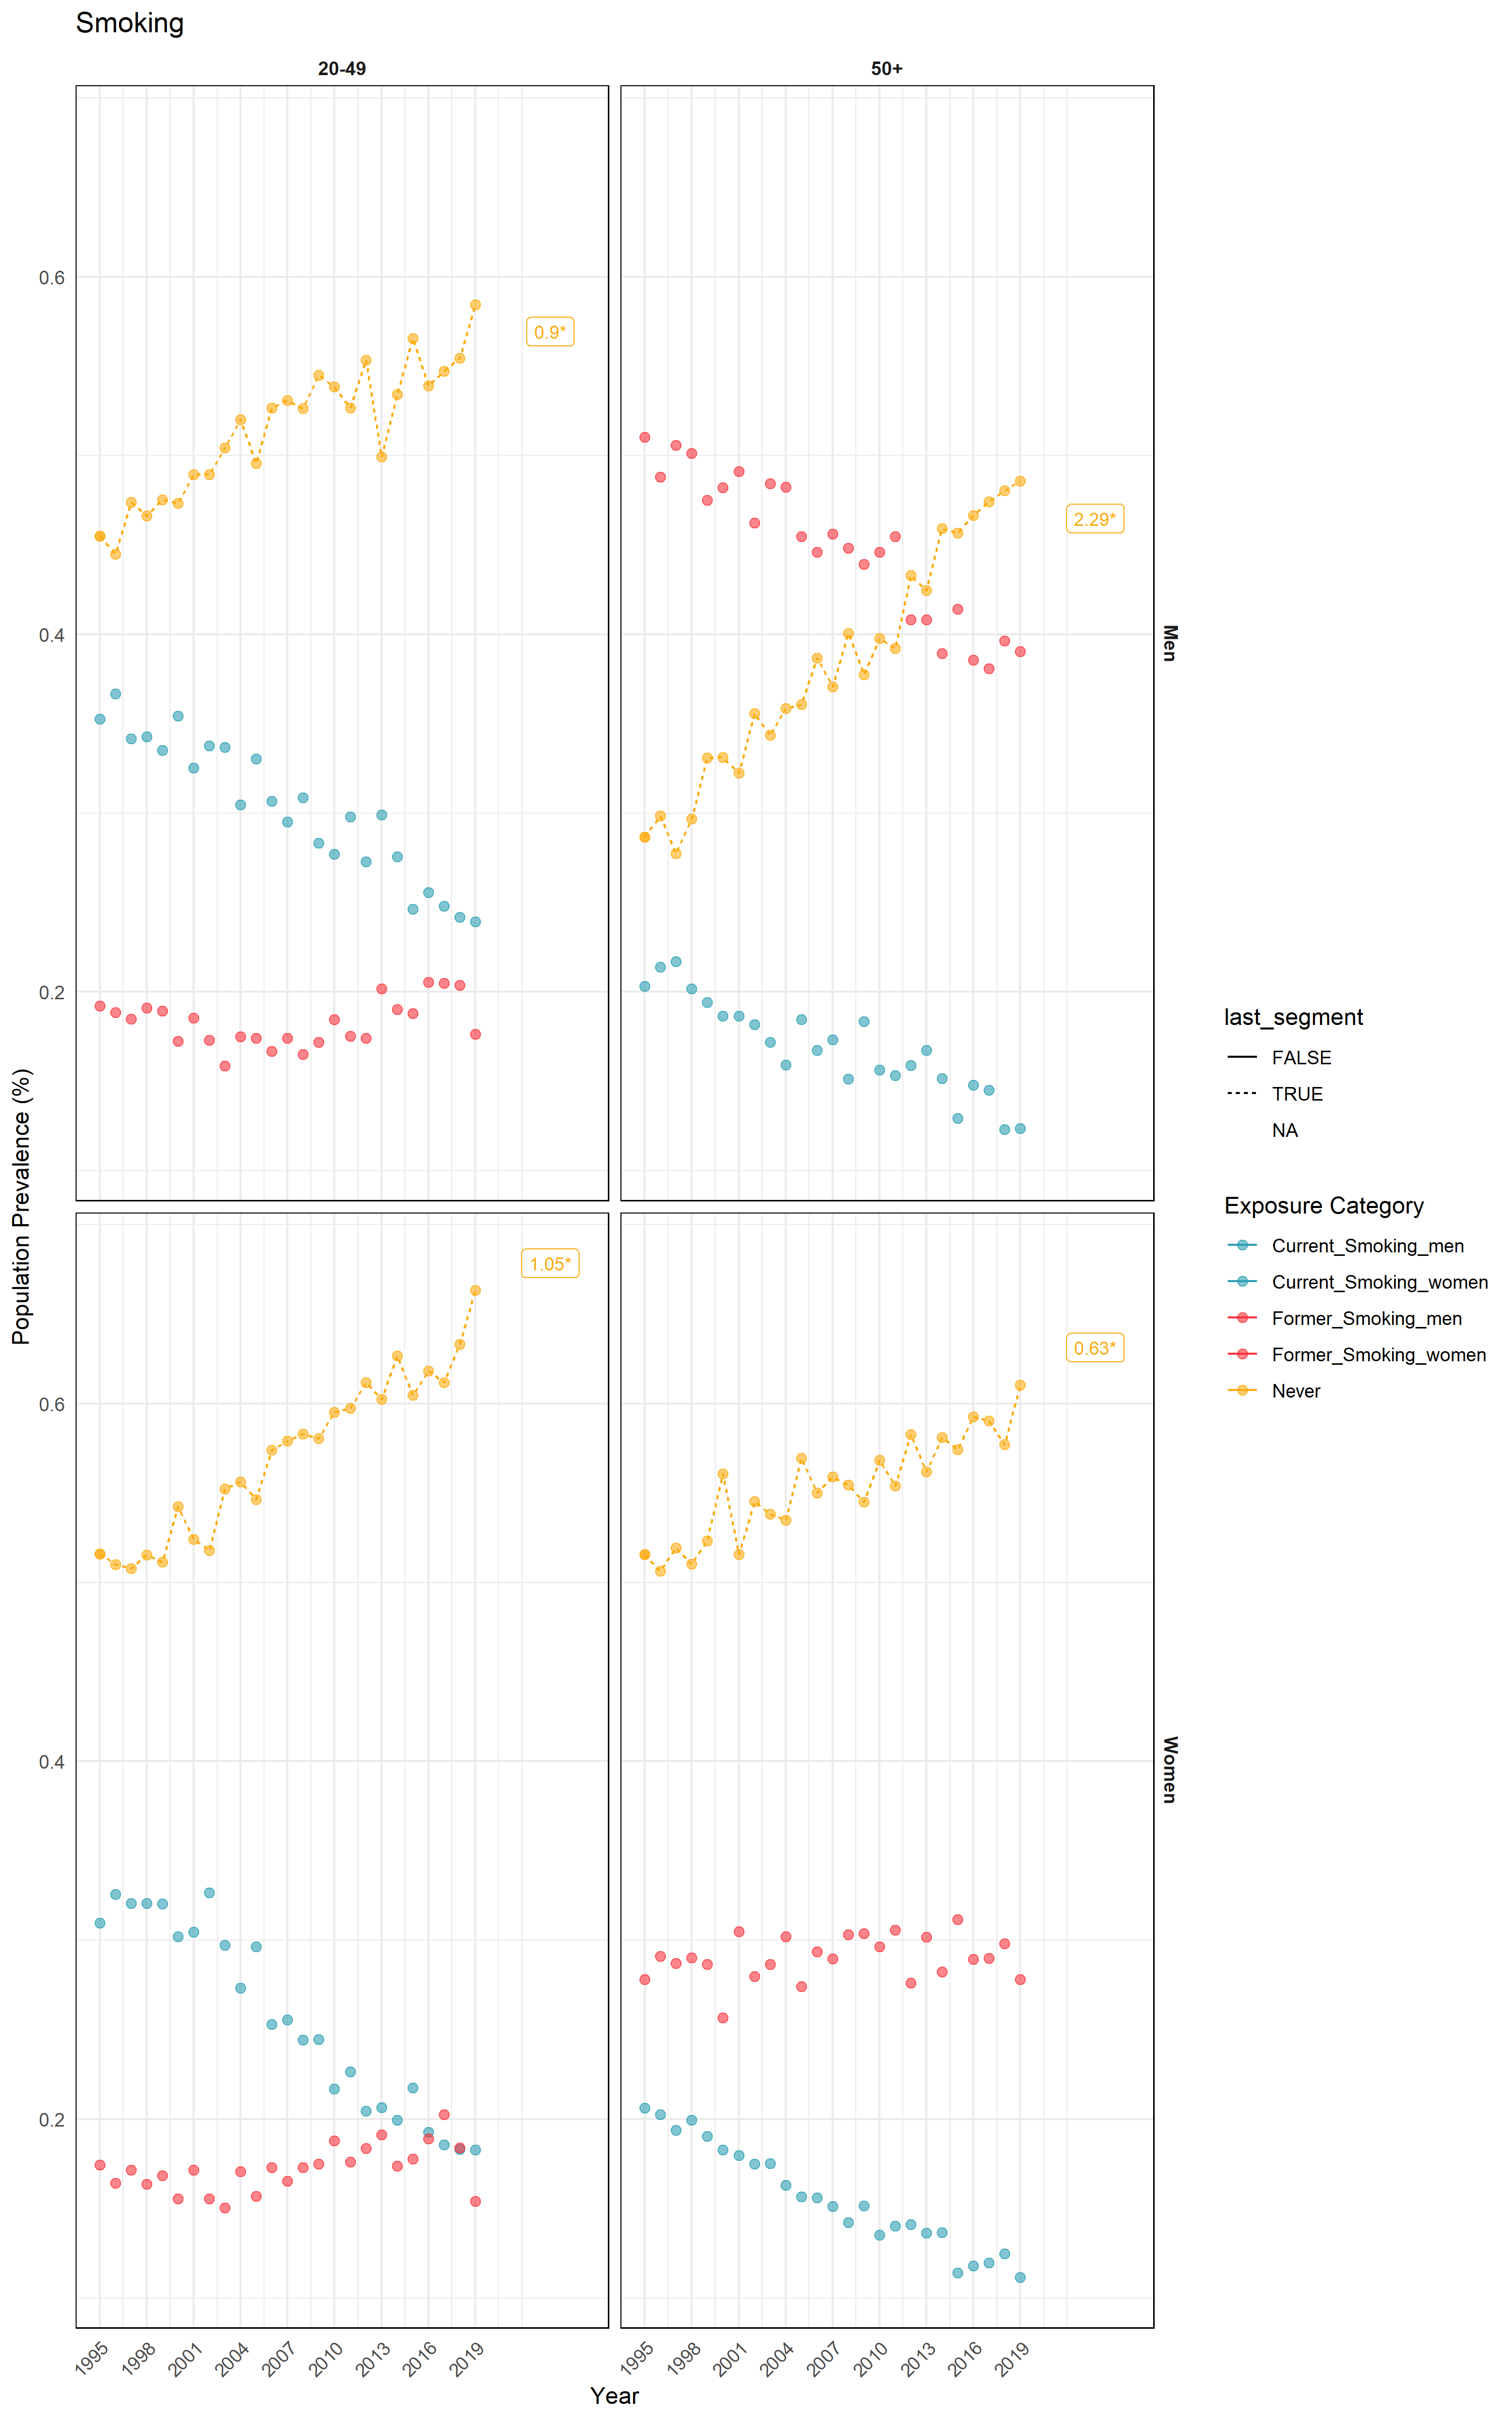 Smoking
20-49
50+
Population Prevalence (%)
0.6
0.4
0.2
0.9*
2.29*
Men
0.6
0.4
0.2
1.05*
0.63*
Women
1995
1998
2001
2004
2007
2010
2013
2016
2019
1995
1998
2001
2004
2007
2010
2013
2016
2019
Year
last_segment
FALSE
TRUE
NA
Exposure Category
Current_Smoking_men
Current_Smoking_women
Former_Smoking_men
Former_Smoking_women
Never